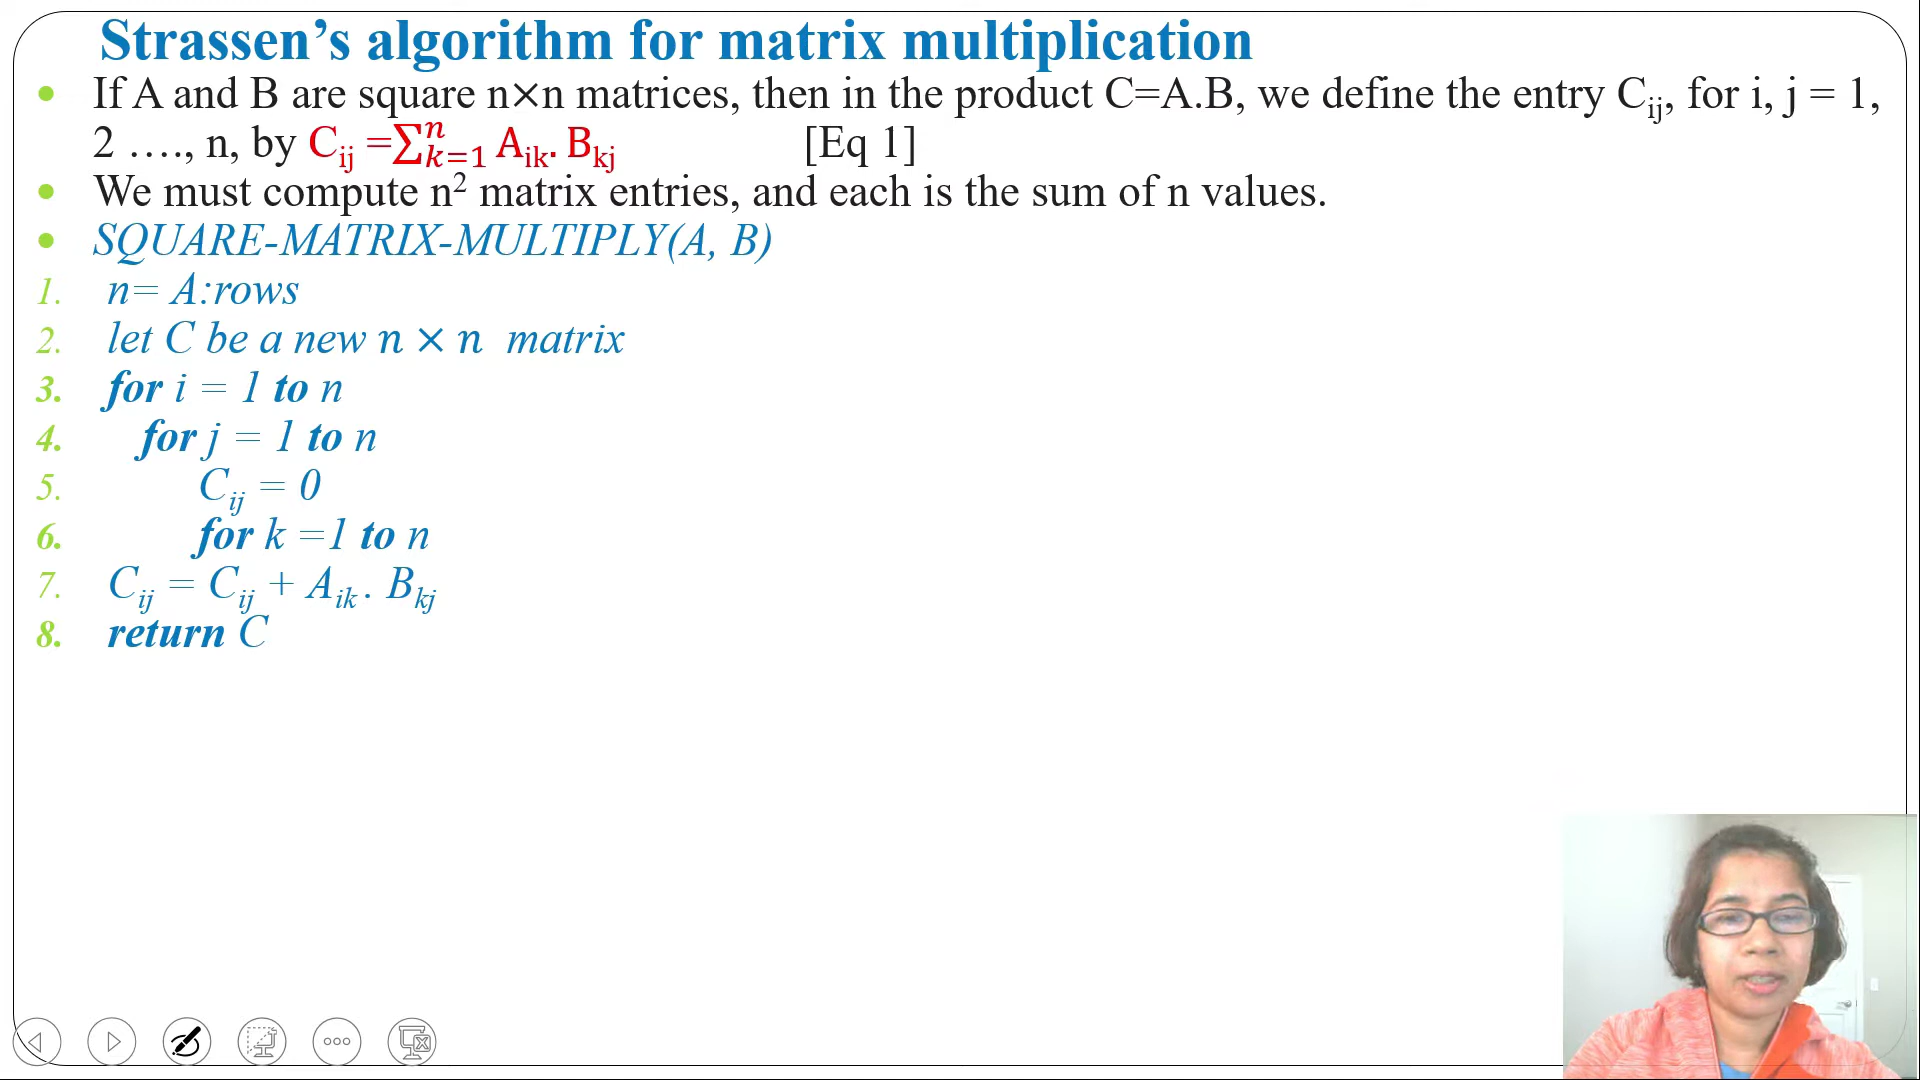 Strassen’s algorithm for matrix multiplication
• If A and B are square n×n matrices, then in the product C=A.B, we define the entry Cij, for i, j = 1,
2 …., n, by Cij =∑ⁿₖ₌₁ Aik. Bkj [Eq 1]
• We must compute n² matrix entries, and each is the sum of n values.
• SQUARE-MATRIX-MULTIPLY(A, B)
1. n= A:rows
2. let C be a new n × n matrix
3. for i = 1 to n
4. for j = 1 to n
5. Cij = 0
6. for k =1 to n
7. Cij = Cij + Aik. Bkj
8. return C